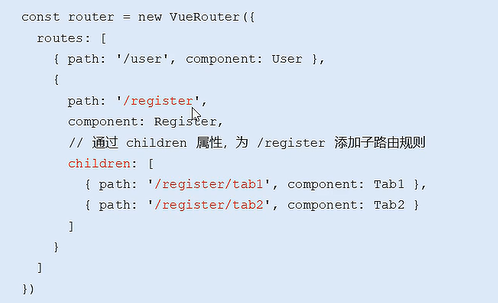 const router = new VueRouter({
routes: [
{ path: '/user', component: User },
{
path: '/register',
component: Register,
// 通过 children 属性，为 /register 添加子路由规则
children: [
{ path: '/register/tab1', component: Tab1 },
{ path: '/register/tab2', component: Tab2 }
]
}
]
})